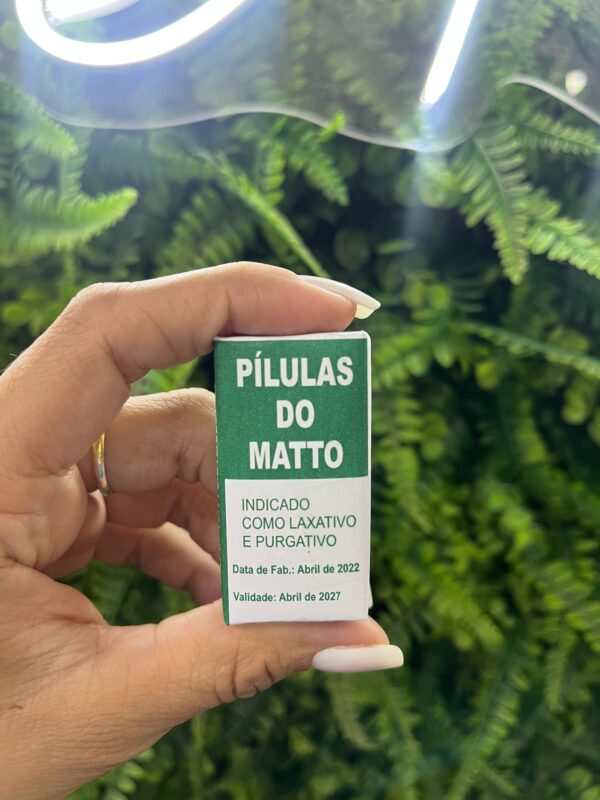 PÍLULAS
DO
MATTO
INDICADO
COMO LAXATIVO
E PURGATIVO
Data de Fab.: Abril de 2022
Validade: Abril de 2027